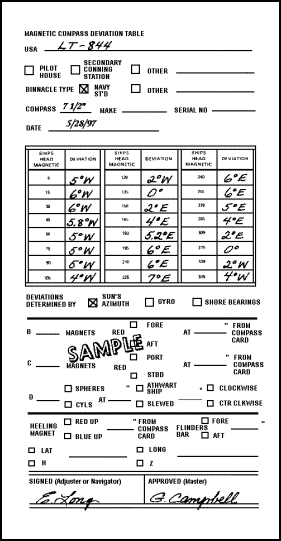 MAGNETIC COMPASS DEVIATION TABLE
USA LT-844
PILOT HOUSE SECONDARY CONNING STATION OTHER
BINNACLE TYPE NAVY ST'D OTHER
COMPASS 7 1/2" MAKE SERIAL NO
DATE 5/28/97
SHIPS HEAD MAGNETIC DEVIATION SHIPS HEAD MAGNETIC DEVIATION SHIPS HEAD MAGNETIC DEVIATION
0 5°W 120 2°W 240 6°E
15 6°W 135 0° 255 6°E
30 6°W 150 2°E 270 5°E
45 5.8°W 165 4°E 285 4°E
60 5°W 180 5.2°E 300 2°E
75 5°W 195 6°E 315 0°
90 5°W 210 6°E 330 2°W
105 4°W 225 7°E 345 4°W
DEVIATIONS DETERMINED BY SUN'S AZIMUTH GYRO SHORE BEARINGS
B MAGNETS RED FORE AFT AT " FROM COMPASS CARD
SAMPLE
C MAGNETS RED PORT STBD AT " FROM COMPASS CARD
D SPHERES CYLS AT " ATHWART SHIP SLEWED ° CLOCKWISE CTR CLKWISE
HEELING MAGNET RED UP BLUE UP AT " FROM COMPASS CARD FLINDERS BAR FORE AFT "
LAT LONG
H Z
SIGNED (Adjuster or Navigator) APPROVED (Master)
E. Long G. Campbell